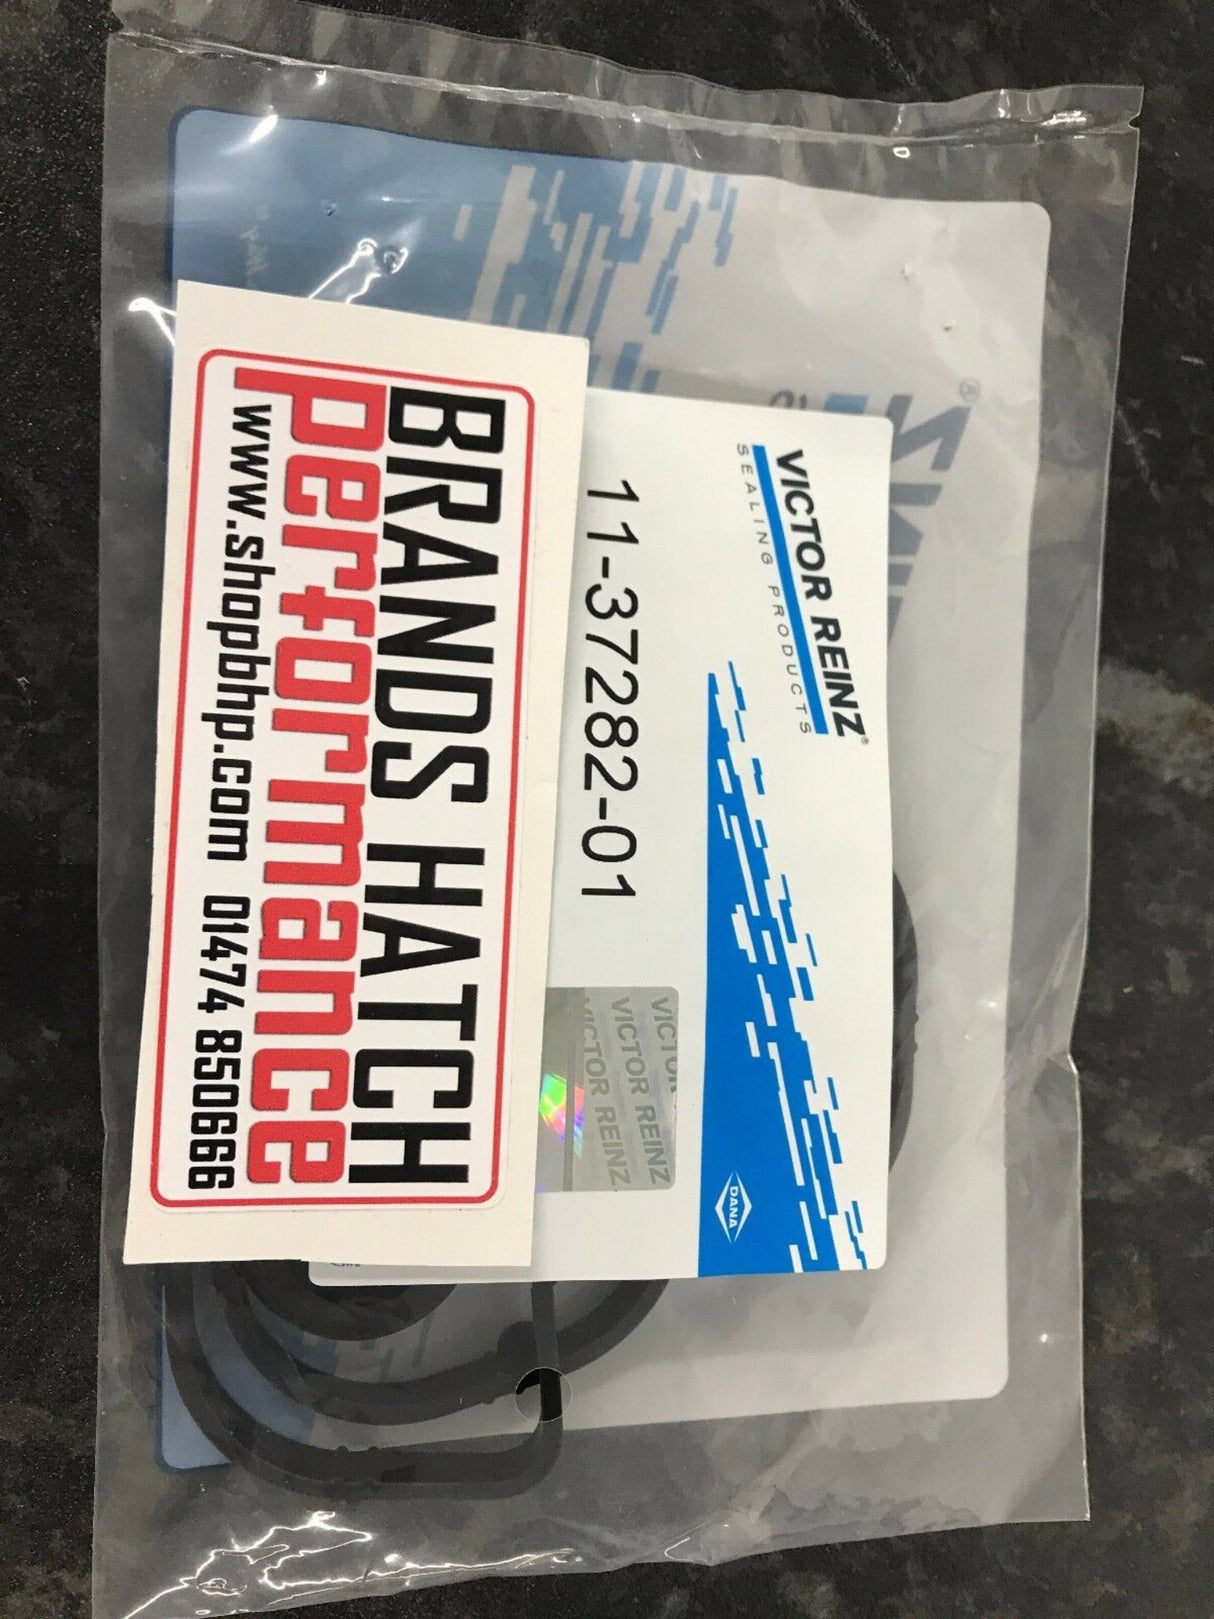 VICTOR REINZ®
SEALING PRODUCTS
11-37282-01
VICTOR
VICTOR REINZ
VICTOR REINZ
DANA
BRANDS HATCH
performance
www.shopbhp.com 01474 850666